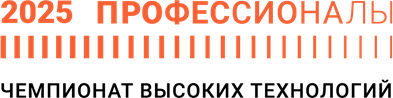 2025 ПРОФЕССИОНАЛЫ
ЧЕМПИОНАТ ВЫСОКИХ ТЕХНОЛОГИЙ